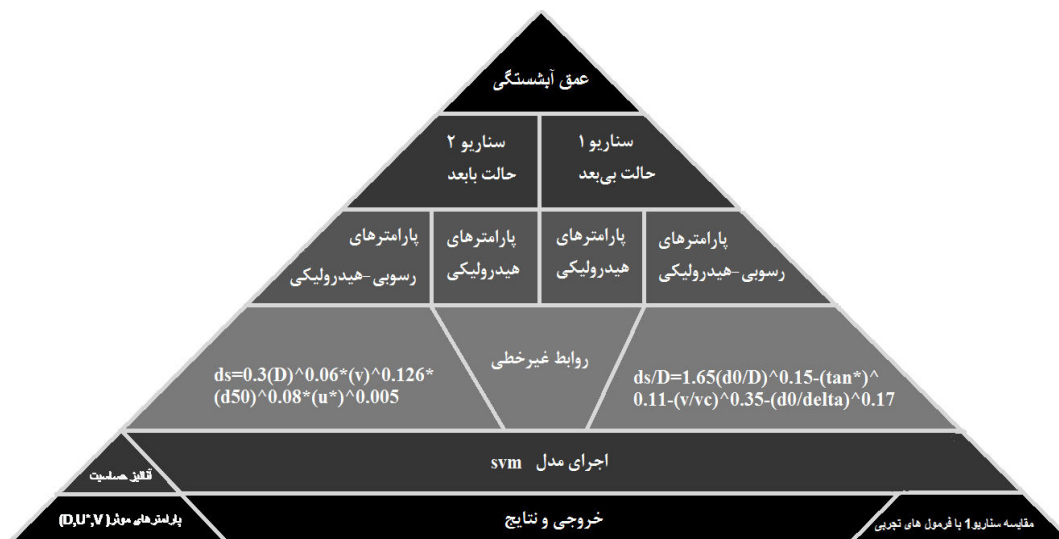 عمق آبشستگی
سناریو ۱
حالت بی‌بعد
سناریو ۲
حالت بابعد
پارامترهای
رسوبی-هیدرولیکی
پارامترهای
هیدرولیکی
پارامترهای
هیدرولیکی
پارامترهای
رسوبی-هیدرولیکی
ds/D=1.65(d0/D)^0.15-(tan*)^
0.11-(v/vc)^0.35-(d0/delta)^0.17
روابط غیرخطی
ds=0.3(D)^0.06*(v)^0.126*
(d50)^0.08*(u*)^0.005
اجرای مدل svm
آنالیز حساسیت
مقایسه سناریو1 با فرمول های تجربی
خروجی و نتایج
پارامترهای موثر( D,U*,V)